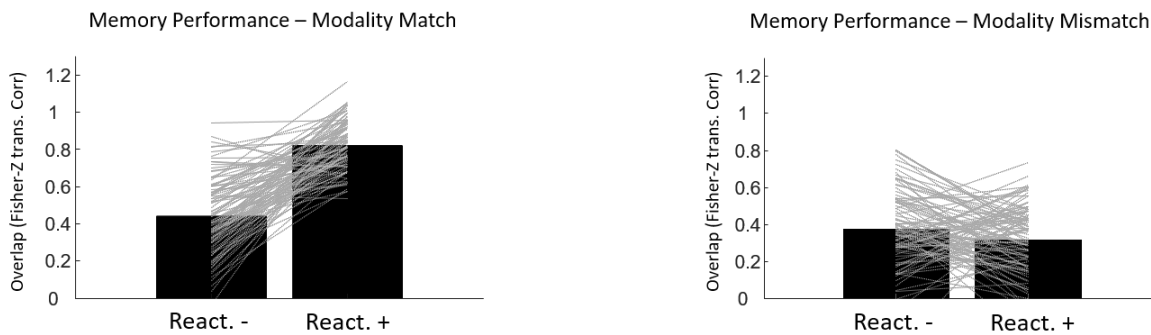 Memory Performance – Modality Match
Overlap (Fisher-Z trans. Corr)
1.2
1
0.8
0.6
0.4
0.2
0
React. -
React. +
Memory Performance – Modality Mismatch
Overlap (Fisher-Z trans. Corr)
1.2
1
0.8
0.6
0.4
0.2
0
React. -
React. +